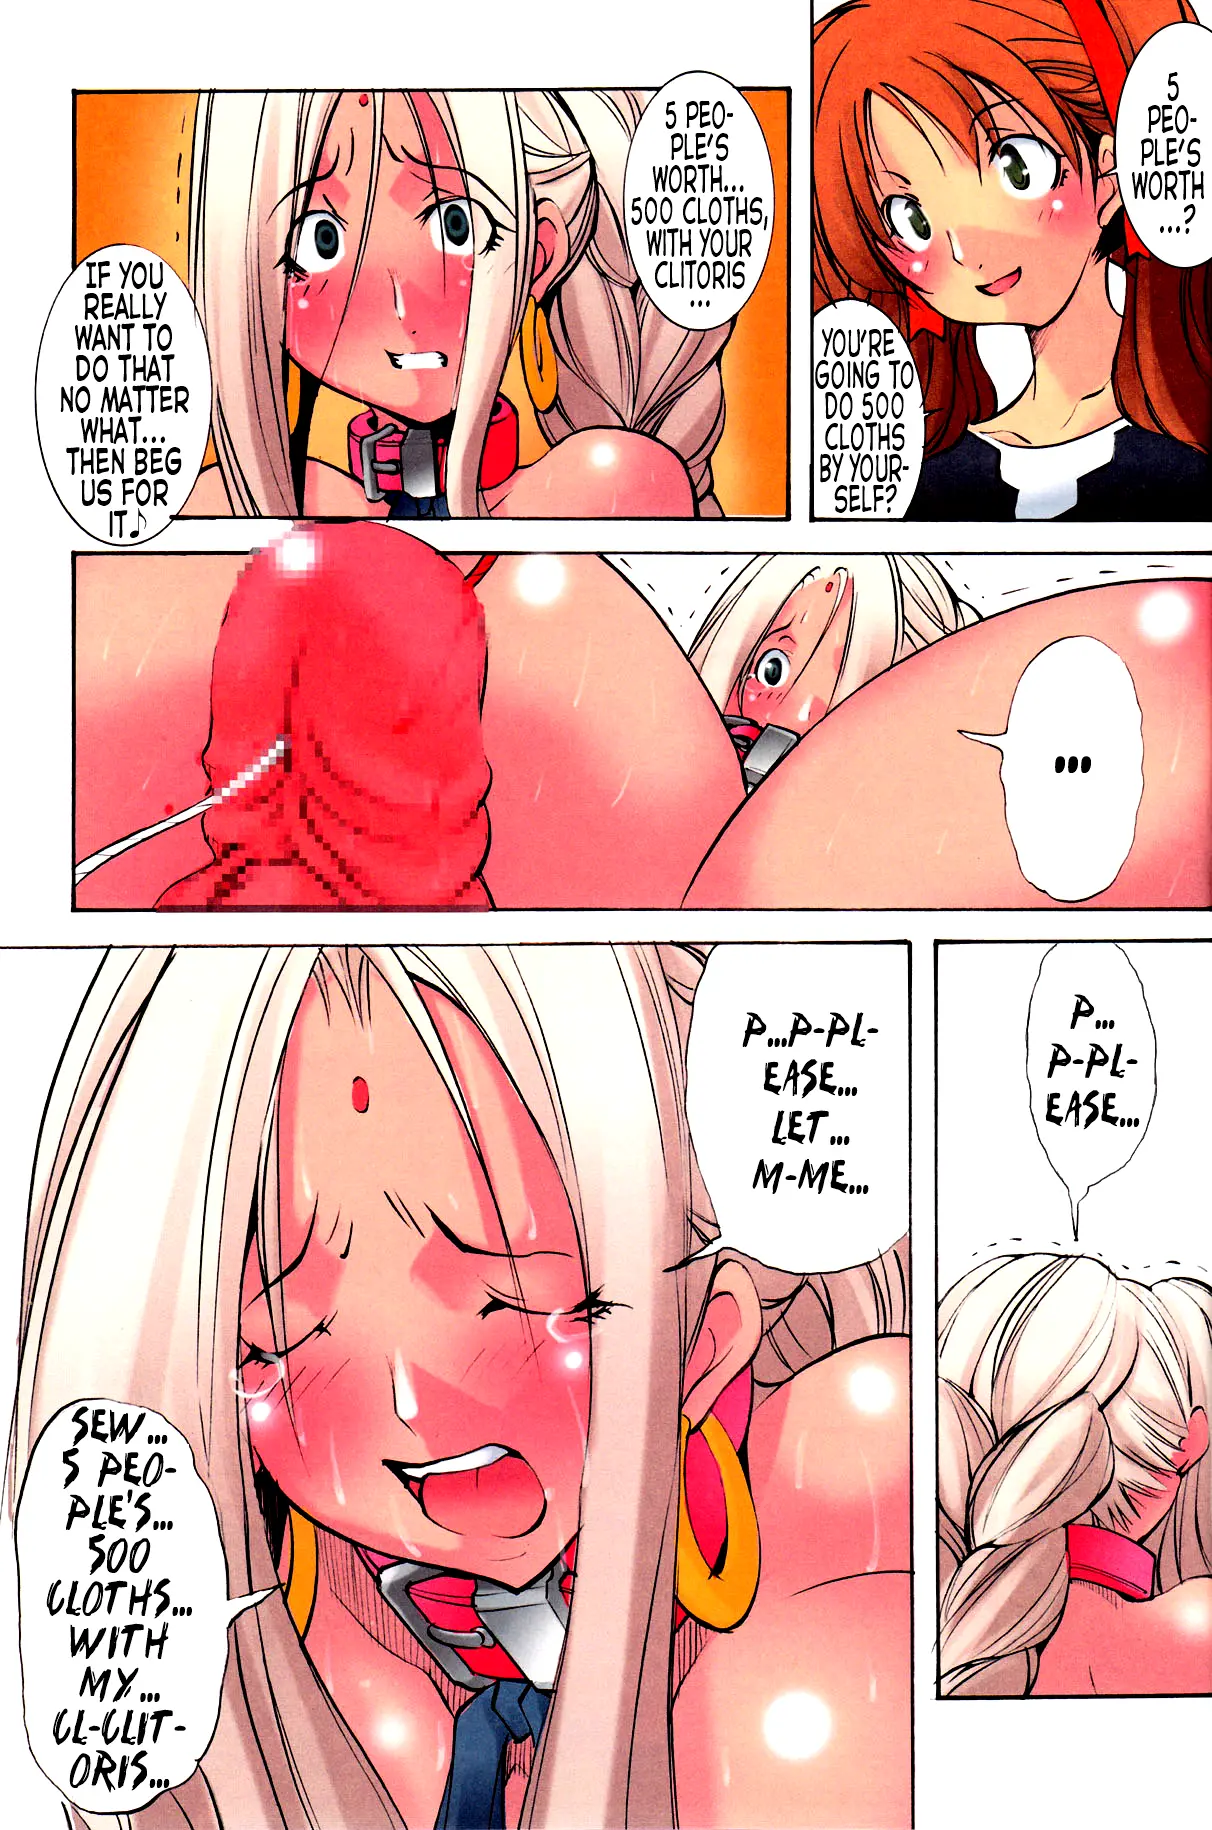 5
PEO-
PLE'S
WORTH
...?
YOU'RE
GOING TO
DO 500
CLOTHS
BY YOUR-
SELF?
5 PEO-
PLE'S
WORTH...
500 CLOTHS,
WITH YOUR
CLITORIS
...
IF YOU
REALLY
WANT TO
DO THAT
NO MATTER
WHAT...
THEN BEG
US FOR
IT♪
...
P...
P-PL-
EASE...
P...P-PL-
EASE...
LET...
M-ME...
SEW...
5 PEO-
PLE'S...
500
CLOTHS...
WITH
MY...
CL-CLIT-
ORIS...